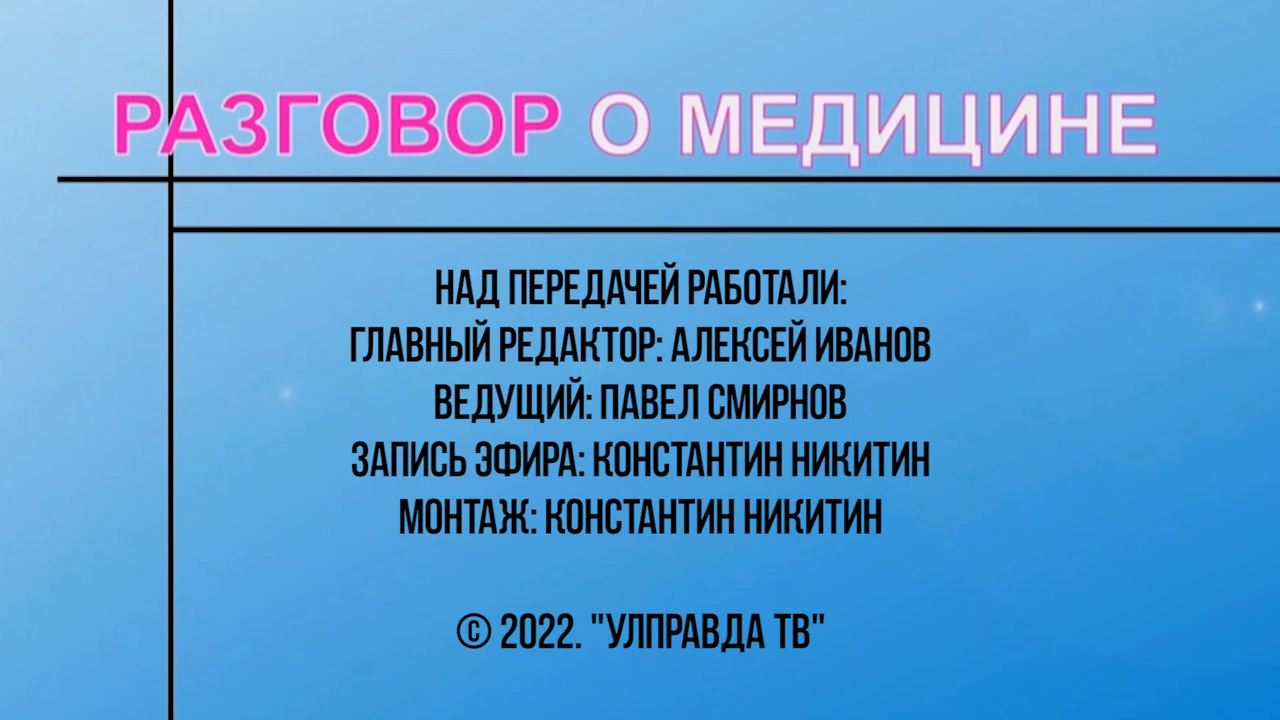 РАЗГОВОР О МЕДИЦИНЕ
НАД ПЕРЕДАЧЕЙ РАБОТАЛИ:
ГЛАВНЫЙ РЕДАКТОР: АЛЕКСЕЙ ИВАНОВ
ВЕДУЩИЙ: ПАВЕЛ СМИРНОВ
ЗАПИСЬ ЭФИРА: КОНСТАНТИН НИКИТИН
МОНТАЖ: КОНСТАНТИН НИКИТИН
© 2022. "УЛПРАВДА ТВ"